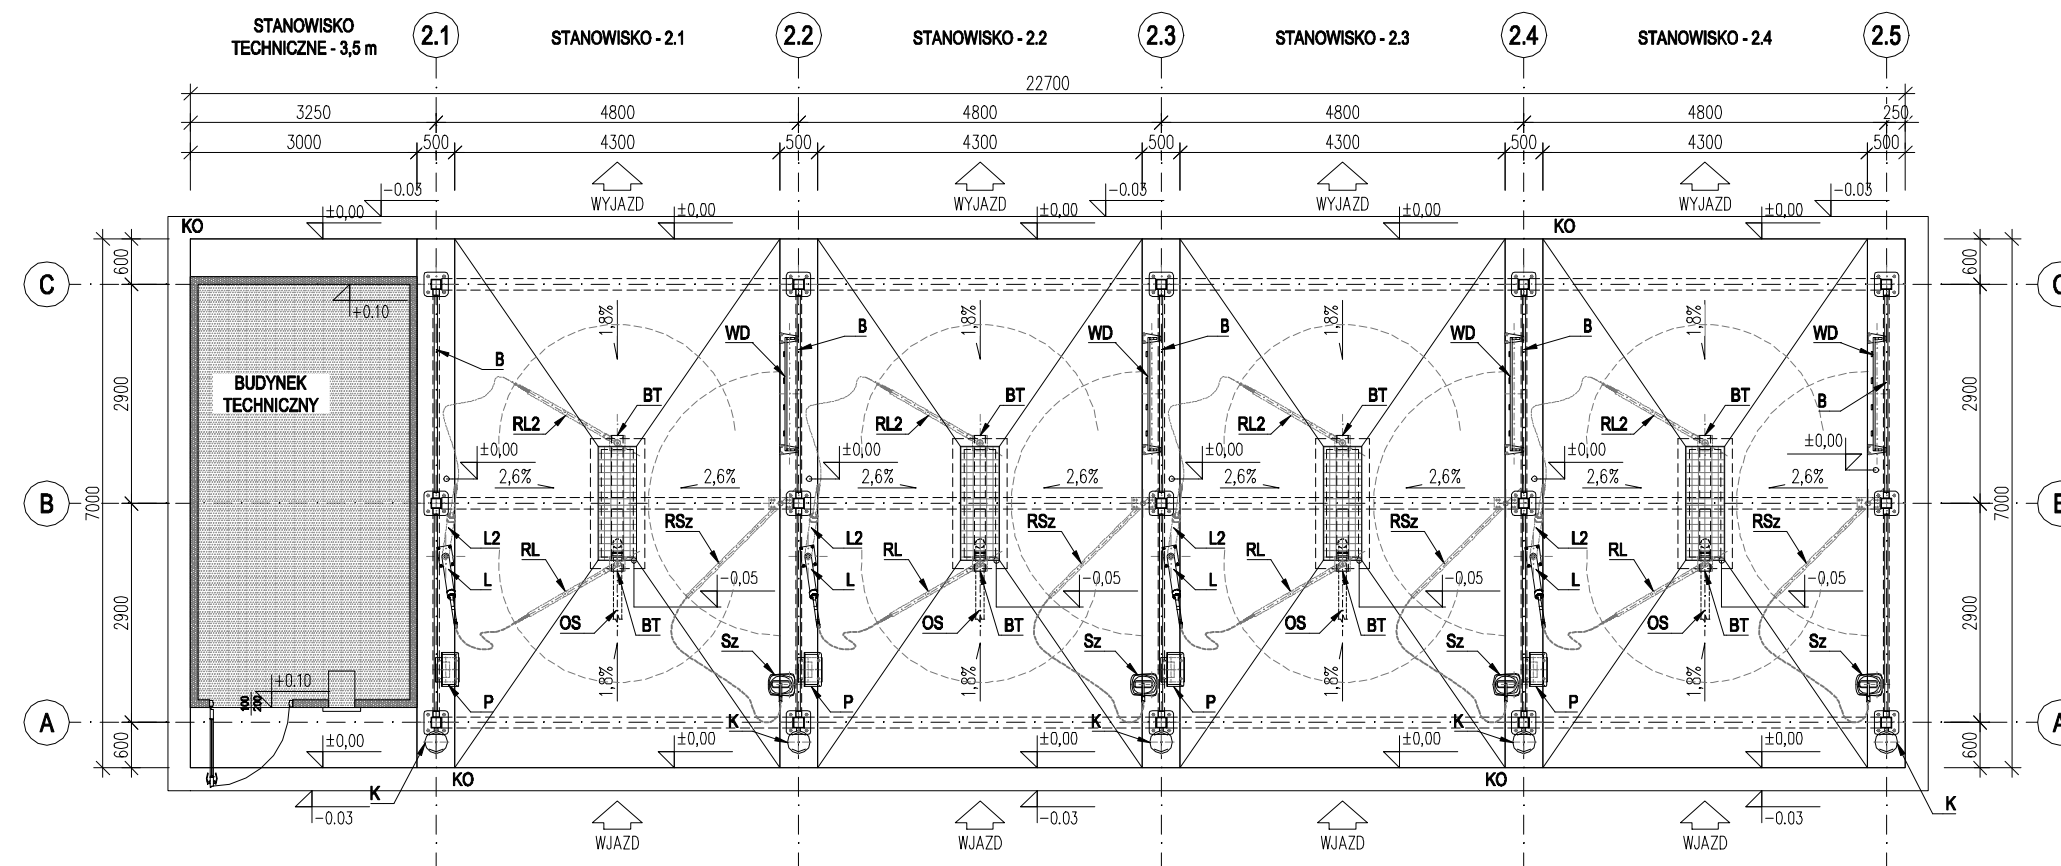 STANOWISKO
TECHNICZNE - 3,5 m
2.1
STANOWISKO - 2.1
2.2
STANOWISKO - 2.2
2.3
STANOWISKO - 2.3
2.4
STANOWISKO - 2.4
2.5
22700
3250 4800 4800 4800 4800 250
3000 500 4300 500 4300 500 4300 500 4300 500
WYJAZD WYJAZD WYJAZD WYJAZD
-0.03 -0.03 -0.03
±0,00 ±0,00 ±0,00 ±0,00 ±0,00
KO KO
600 600
C C
+0.10
1,8% 1,8% 1,8% 1,8%
B WD B WD B WD B WD B
BUDYNEK
TECHNICZNY
2900 2900
RL2 BT RL2 BT RL2 BT RL2 BT
±0,00 ±0,00 ±0,00 ±0,00 ±0,00
2,6% 2,6% 2,6% 2,6% 2,6% 2,6% 2,6% 2,6%
B B
7000 7000
RSz RSz RSz RSz
L2 RL L2 RL L2 RL L2 RL
L L L L
-0,05 -0,05 -0,05 -0,05
2900 2900
OS BT OS BT OS BT OS BT
Sz Sz Sz Sz
1,8% 1,8% 1,8% 1,8%
+0.10
100
200
P P P P
A A
K K K
600 600
±0,00 ±0,00 ±0,00 ±0,00 ±0,00
KO KO
K K
-0.03 -0.03 -0.03
WJAZD WJAZD WJAZD WJAZD